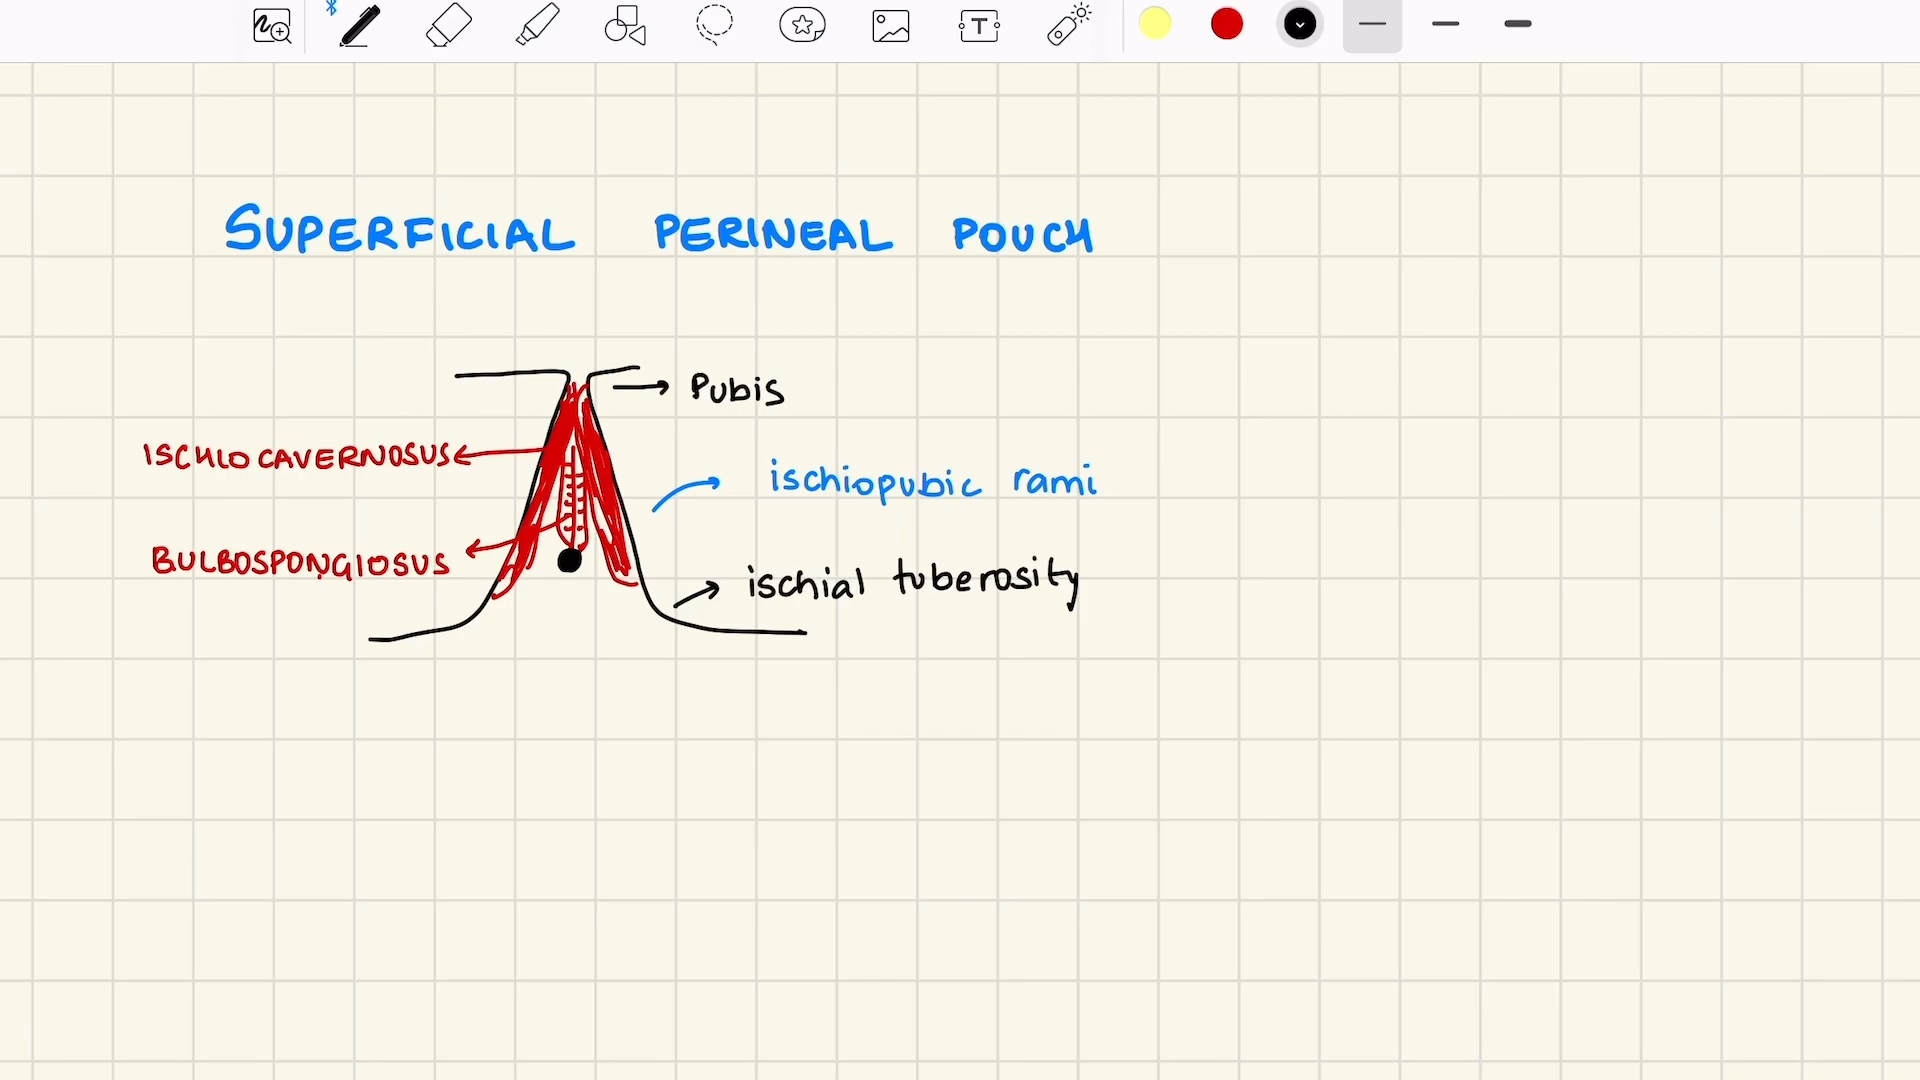 SUPERFICIAL PERINEAL POUCH
Pubis
ISCHIOCAVERNOSUS
ischiopubic rami
BULBOSPONGIOSUS
ischial tuberosity